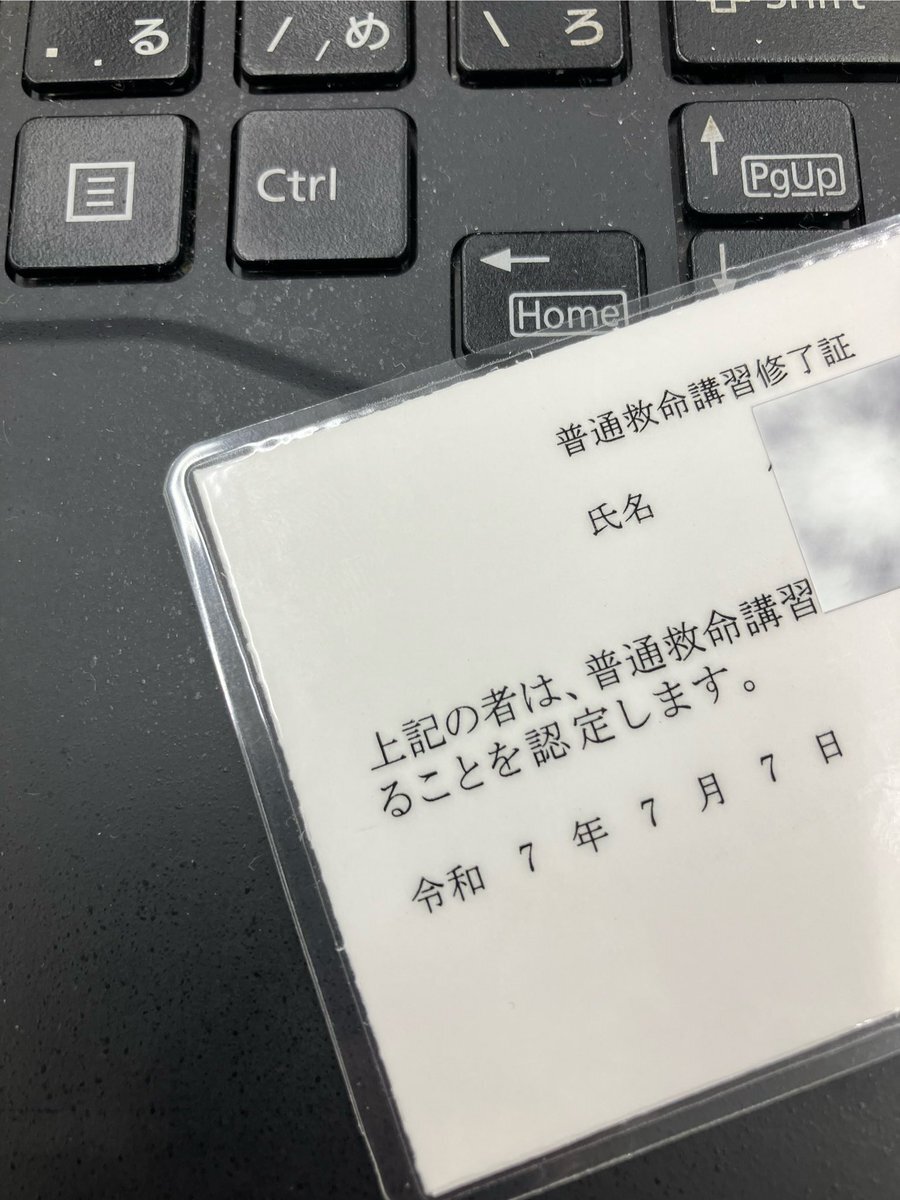 . 。 る
/ 、 め
\ ろ
Shift
Ctrl
PgUp
Home
普通救命講習修了証
氏名
上記の者は、普通救命講習
ることを認定します。
令和 7 年 7 月 7 日